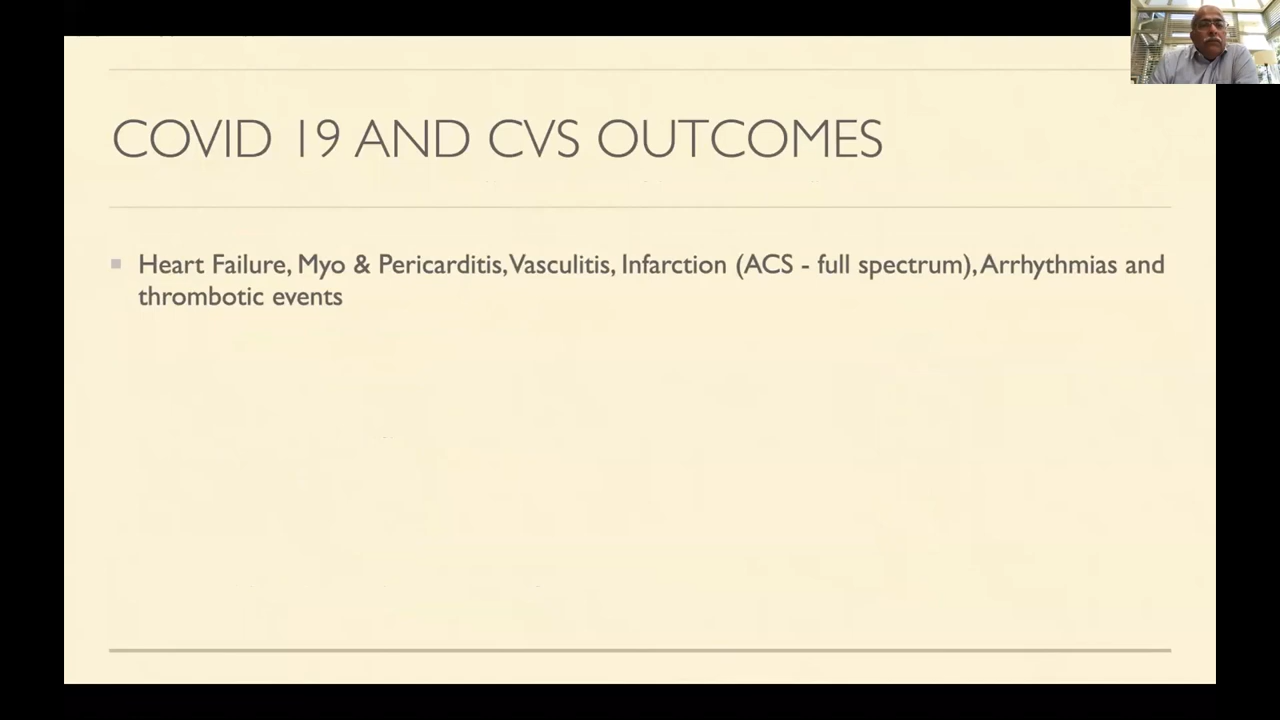 COVID 19 AND CVS OUTCOMES
Heart Failure, Myo & Pericarditis, Vasculitis, Infarction (ACS - full spectrum), Arrhythmias and
thrombotic events